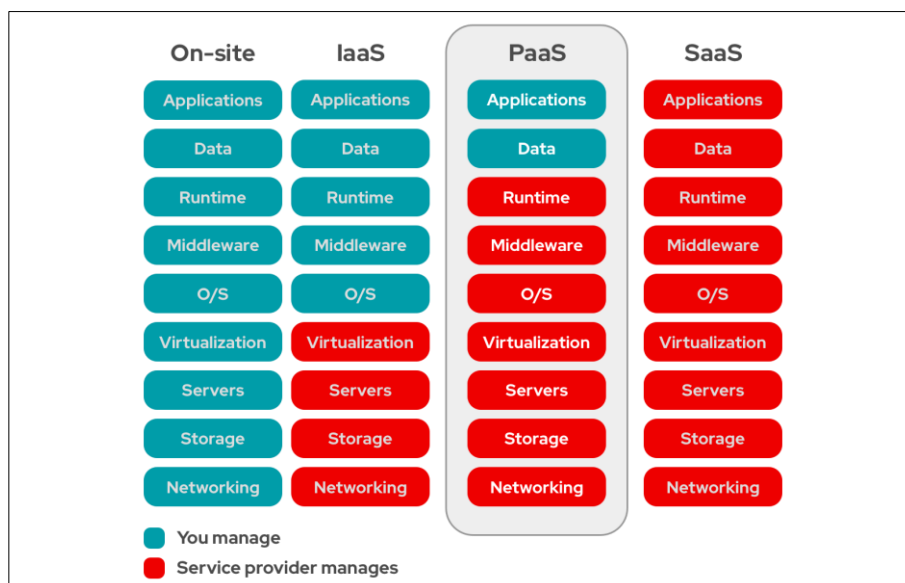 On-site IaaS PaaS SaaS
Applications Applications Applications Applications
Data Data Data Data
Runtime Runtime Runtime Runtime
Middleware Middleware Middleware Middleware
O/S O/S O/S O/S
Virtualization Virtualization Virtualization Virtualization
Servers Servers Servers Servers
Storage Storage Storage Storage
Networking Networking Networking Networking
You manage
Service provider manages